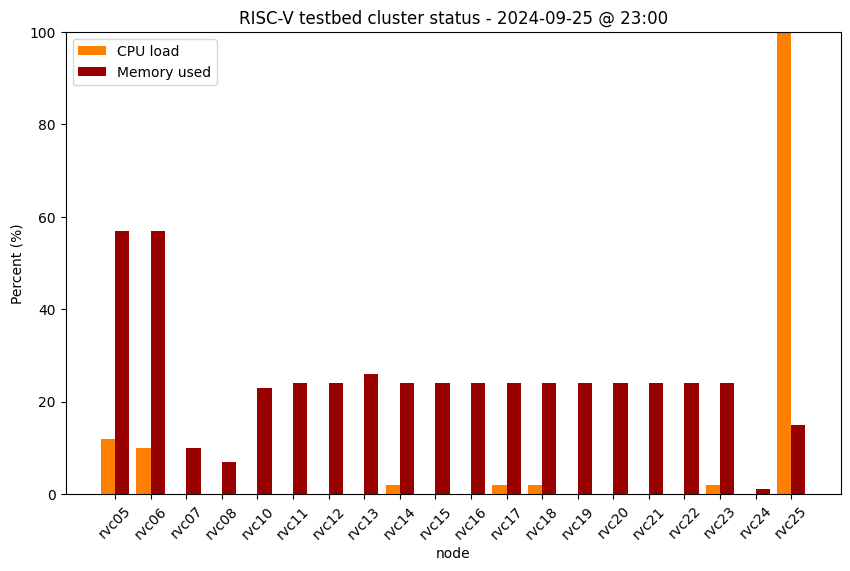 RISC-V testbed cluster status - 2024-09-25 @ 23:00
CPU load
Memory used
Percent (%)
100
80
60
40
20
0
rvc05
rvc06
rvc07
rvc08
rvc10
rvc11
rvc12
rvc13
rvc14
rvc15
rvc16
rvc17
rvc18
rvc19
rvc20
rvc21
rvc22
rvc23
rvc24
rvc25
node